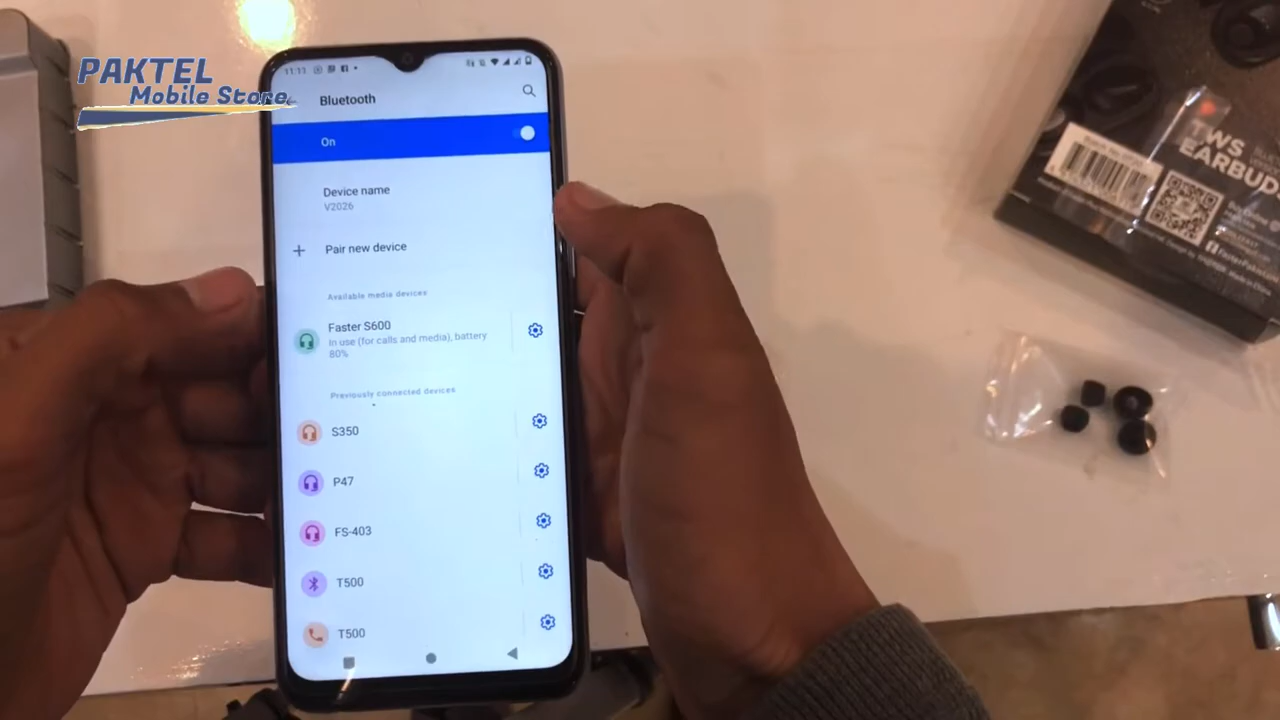 PAKTEL
Mobile Store
11:13
Bluetooth
On
Device name
V2026
Pair new device
Available media devices
Faster S600
In use (for calls and media), battery
80%
Previously connected devices
S350
P47
FS-403
T500
T500
TWS
EARBUDS